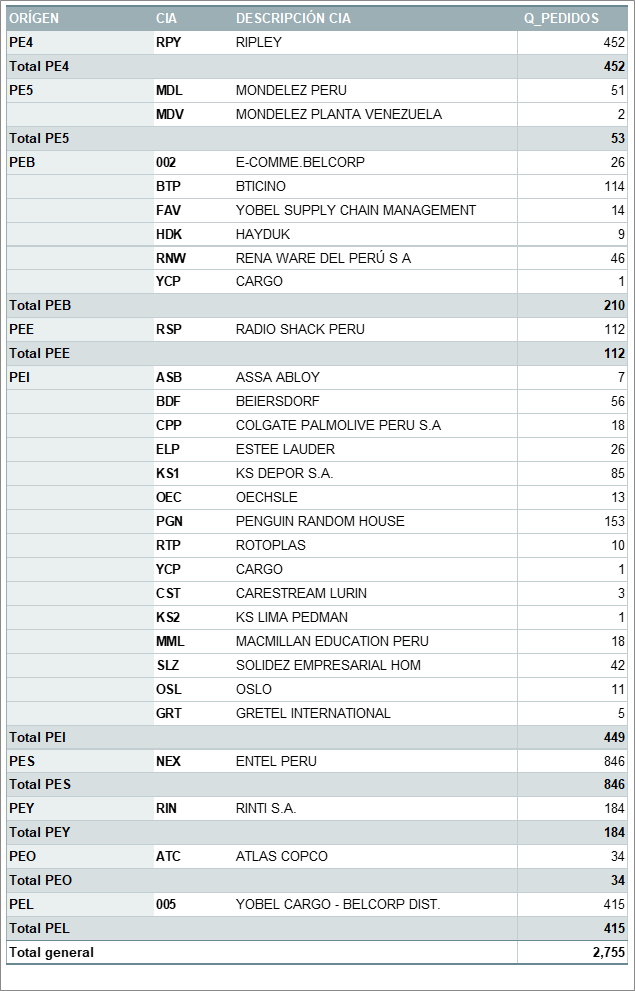 ORÍGEN CIA DESCRIPCIÓN CIA Q_PEDIDOS
PE4 RPY RIPLEY 452
Total PE4 452
PE5 MDL MONDELEZ PERU 51
MDV MONDELEZ PLANTA VENEZUELA 2
Total PE5 53
PEB 002 E-COMME.BELCORP 26
BTP BTICINO 114
FAV YOBEL SUPPLY CHAIN MANAGEMENT 14
HDK HAYDUK 9
RNW RENA WARE DEL PERÚ S A 46
YCP CARGO 1
Total PEB 210
PEE RSP RADIO SHACK PERU 112
Total PEE 112
PEI ASB ASSA ABLOY 7
BDF BEIERSDORF 56
CPP COLGATE PALMOLIVE PERU S.A 18
ELP ESTEE LAUDER 26
KS1 KS DEPOR S.A. 85
OEC OECHSLE 13
PGN PENGUIN RANDOM HOUSE 153
RTP ROTOPLAS 10
YCP CARGO 1
CST CARESTREAM LURIN 3
KS2 KS LIMA PEDMAN 1
MML MACMILLAN EDUCATION PERU 18
SLZ SOLIDEZ EMPRESARIAL HOM 42
OSL OSLO 11
GRT GRETEL INTERNATIONAL 5
Total PEI 449
PES NEX ENTEL PERU 846
Total PES 846
PEY RIN RINTI S.A. 184
Total PEY 184
PEO ATC ATLAS COPCO 34
Total PEO 34
PEL 005 YOBEL CARGO - BELCORP DIST. 415
Total PEL 415
Total general 2,755